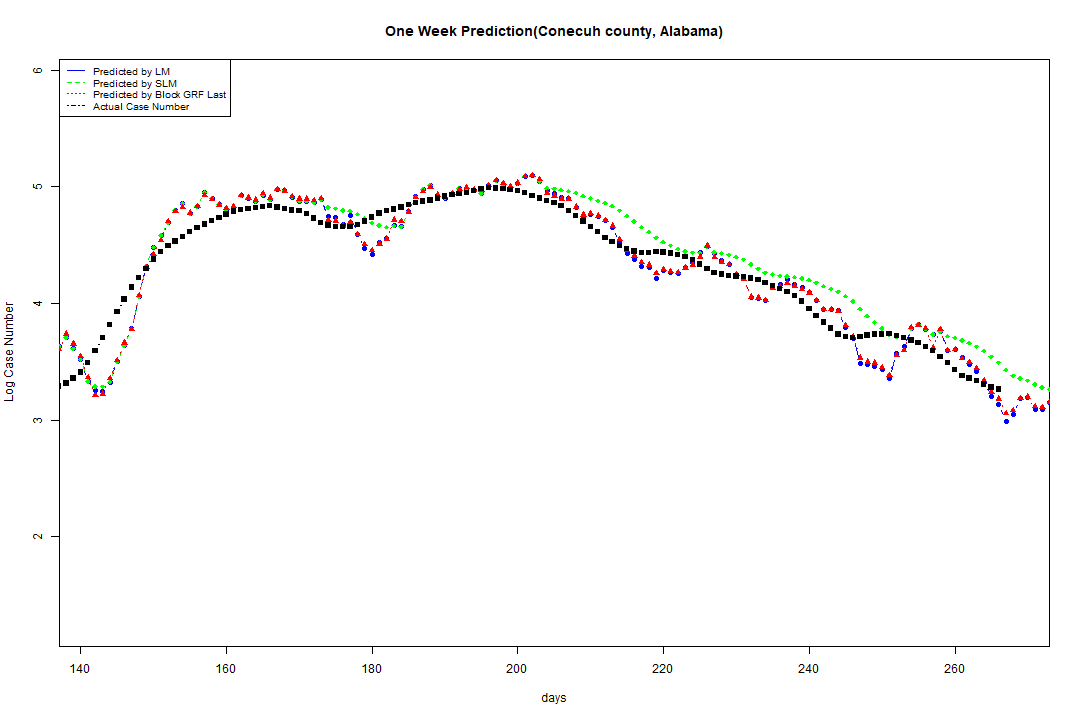 One Week Prediction(Conecuh county, Alabama)
Predicted by LM
Predicted by SLM
Predicted by Block GRF Last
Actual Case Number
6
5
4
3
2
Log Case Number
140 160 180 200 220 240 260
days